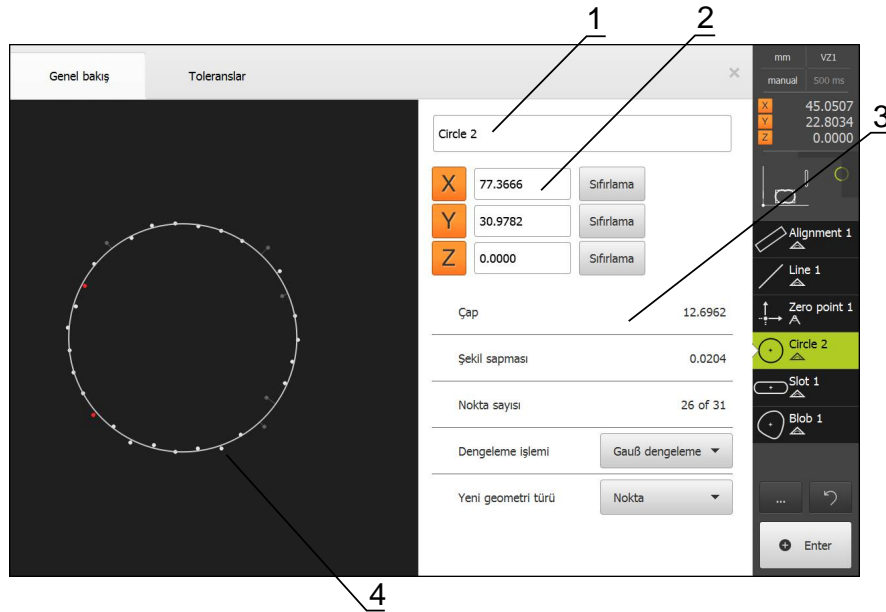 1
2
3
4
Genel bakış
Toleranslar
×
Circle 2
X 77.3666 Sıfırlama
Y 30.9782 Sıfırlama
Z 0.0000 Sıfırlama
Çap 12.6962
Şekil sapması 0.0204
Nokta sayısı 26 of 31
Dengeleme işlemi Gauß dengeleme
Yeni geometri türü Nokta
mm VZ1
manual 500 ms
X 45.0507
Y 22.8034
Z 0.0000
Alignment 1
Line 1
Zero point 1
Circle 2
Slot 1
Blob 1
...
Enter